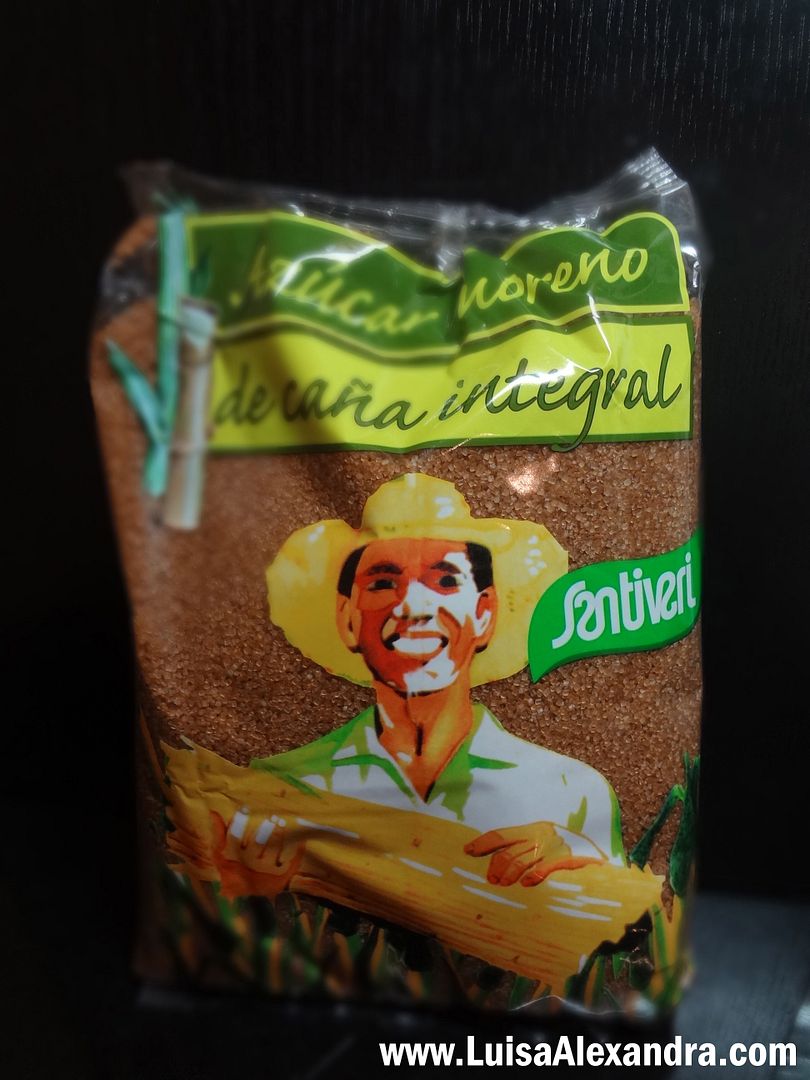 Azúcar moreno
de caña integral
Santiveri
www.LuisaAlexandra.com